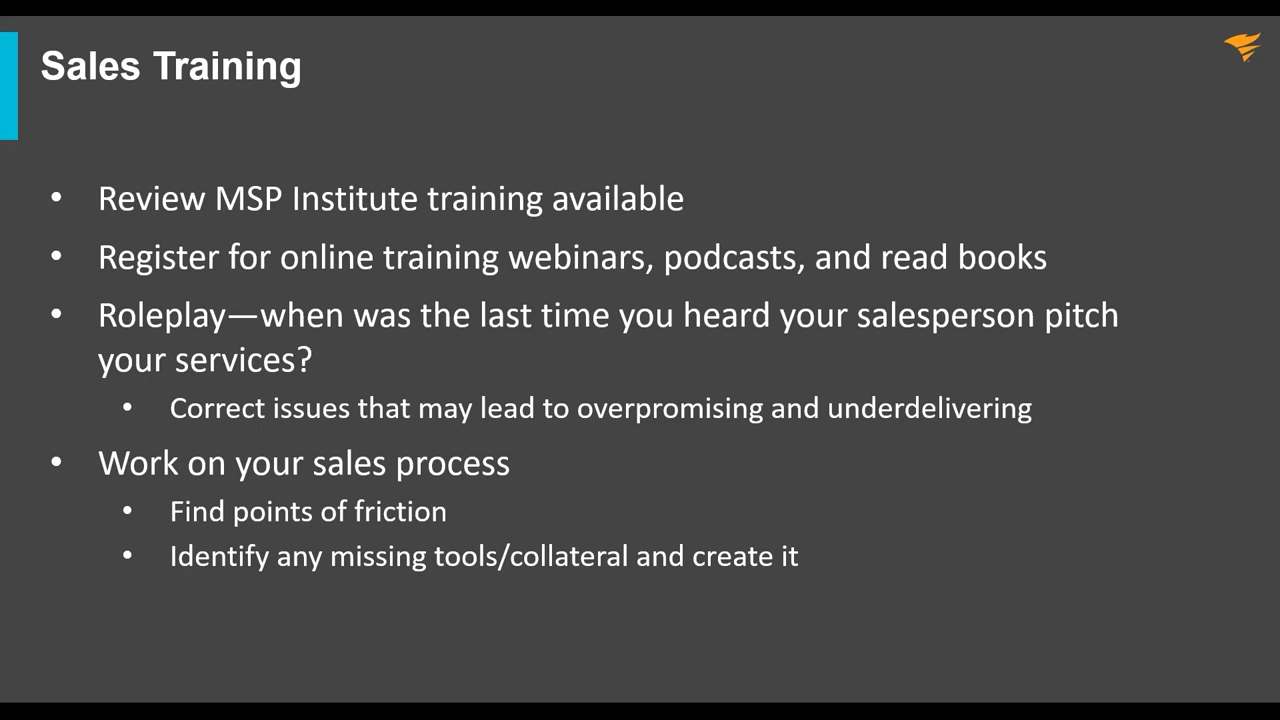 Sales Training
• Review MSP Institute training available
• Register for online training webinars, podcasts, and read books
• Roleplay—when was the last time you heard your salesperson pitch
your services?
• Correct issues that may lead to overpromising and underdelivering
• Work on your sales process
• Find points of friction
• Identify any missing tools/collateral and create it